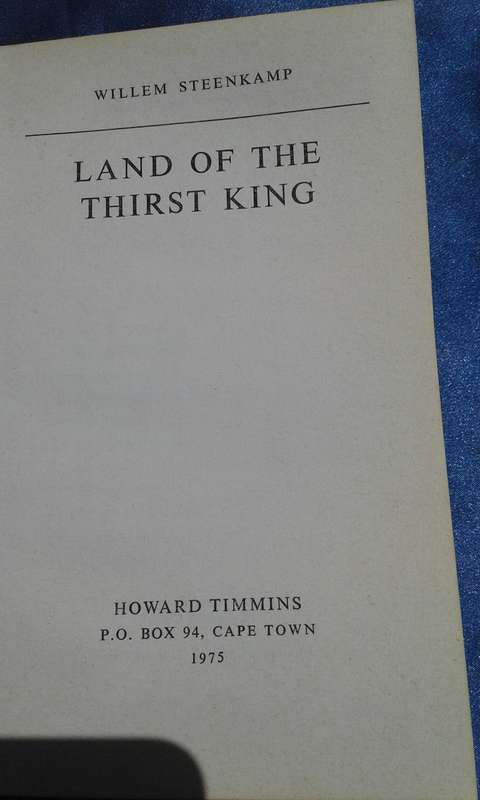 WILLEM STEENKAMP
LAND OF THE
THIRST KING
HOWARD TIMMINS
P.O. BOX 94, CAPE TOWN
1975